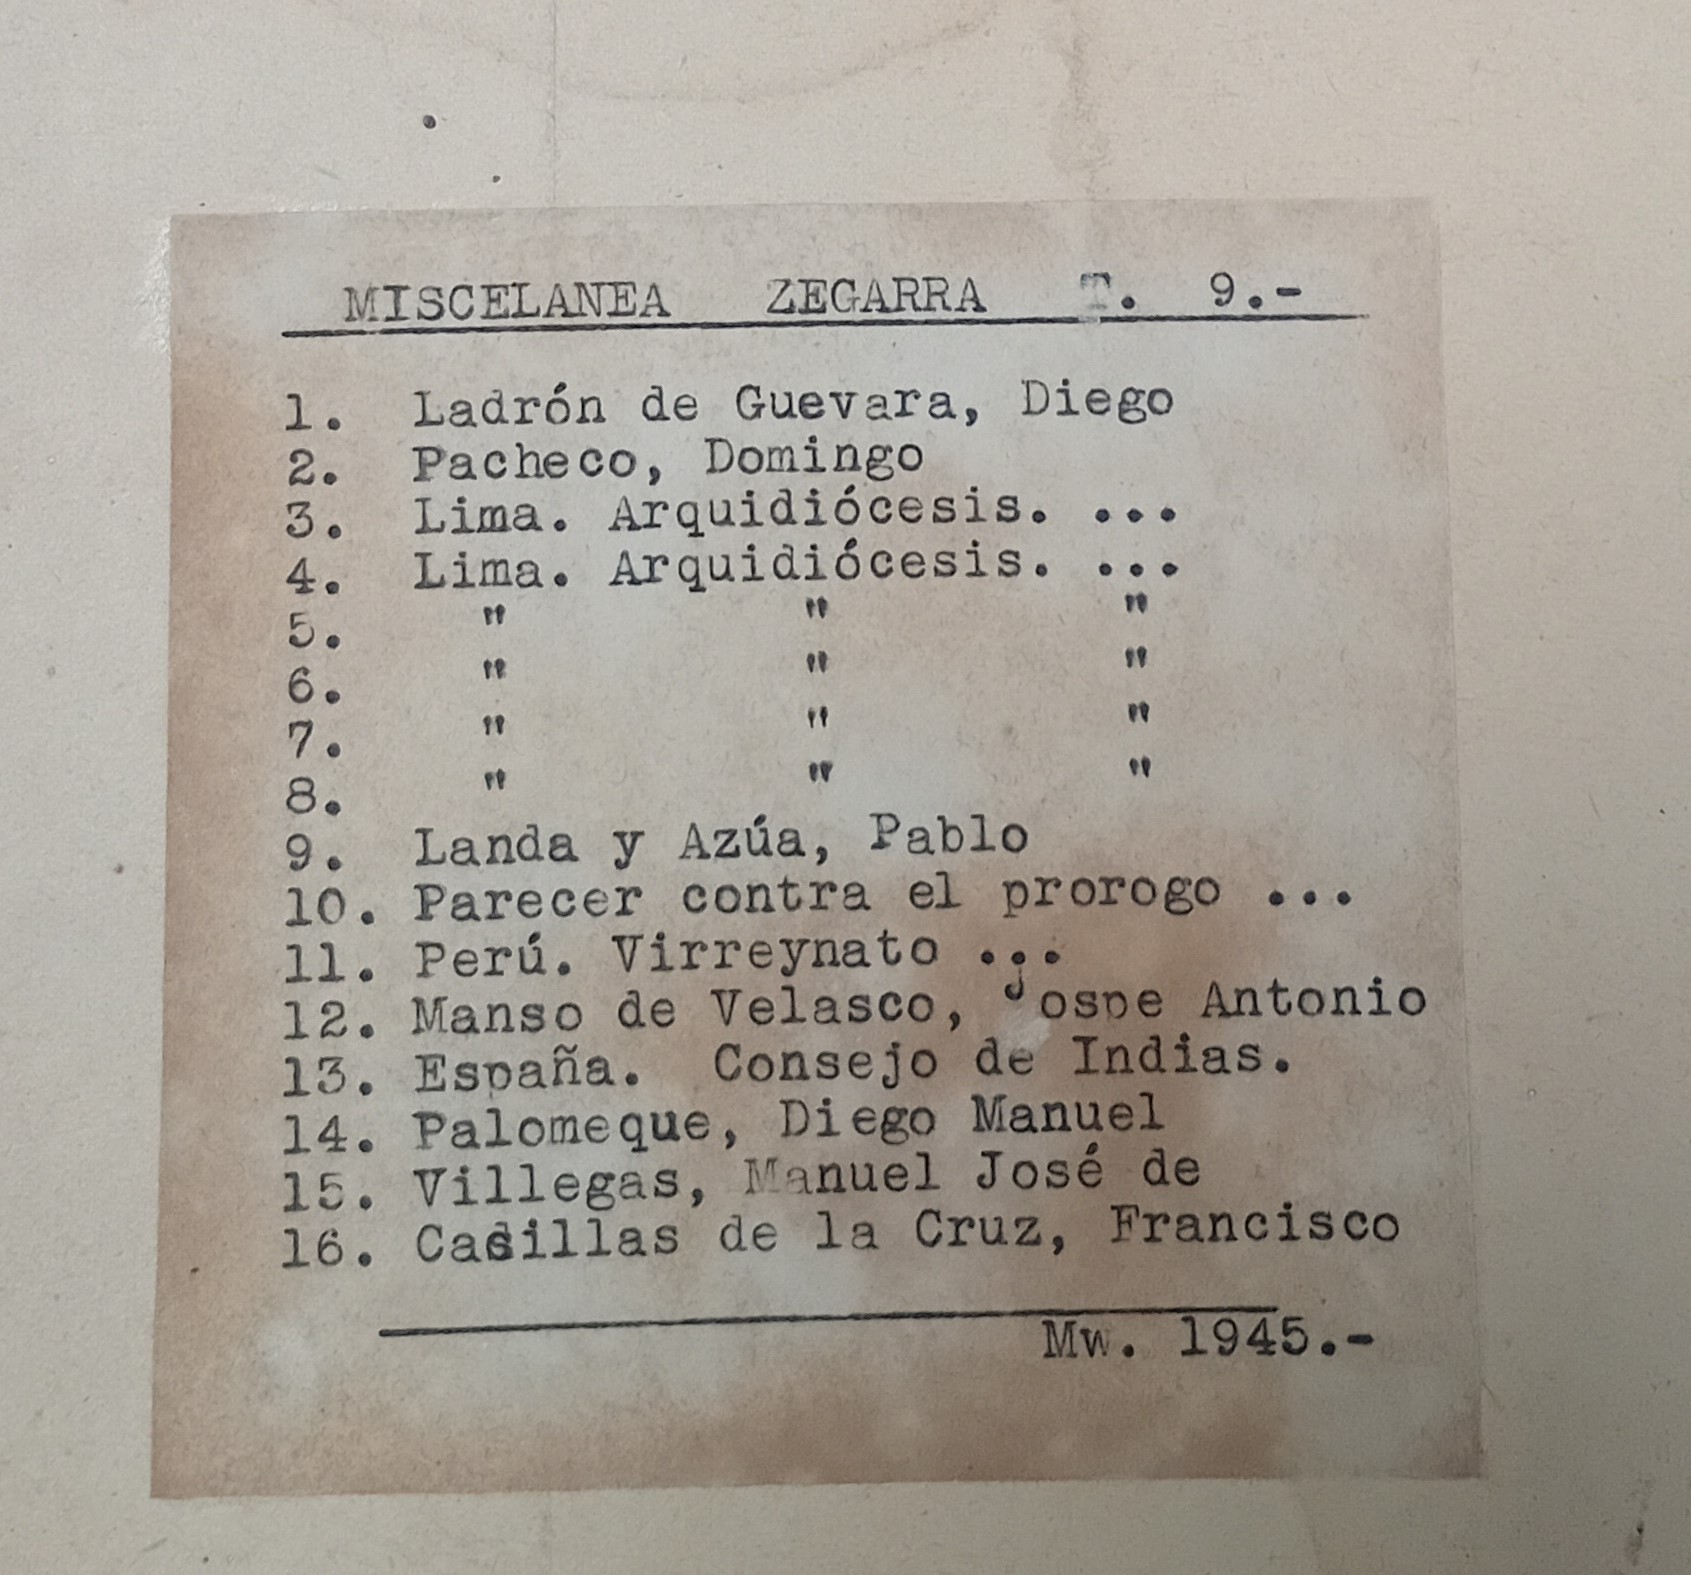 MISCELANEA ZEGARRA T. 9.-
1. Ladrón de Guevara, Diego
2. Pacheco, Domingo
3. Lima. Arquidiócesis. ...
4. Lima. Arquidiócesis. ...
5. " " "
6. " " "
7. " " "
8. " " "
9. Landa y Azúa, Pablo
10. Parecer contra el prorogo ...
11. Perú. Virreynato ...
12. Manso de Velasco, Jospe Antonio
13. España. Consejo de Indias.
14. Palomeque, Diego Manuel
15. Villegas, Manuel José de
16. Casillas de la Cruz, Francisco
Mw. 1945.-